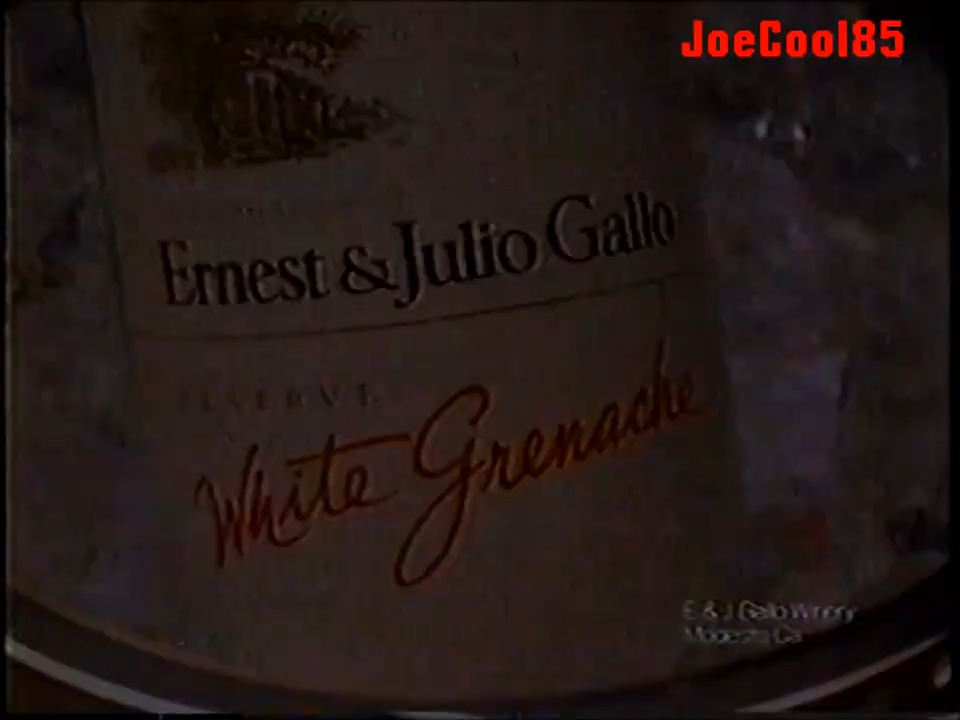 JoeCool85
Ernest & Julio Gallo
RESERVE
White Grenache
E & J Gallo Winery
Modesto Ca